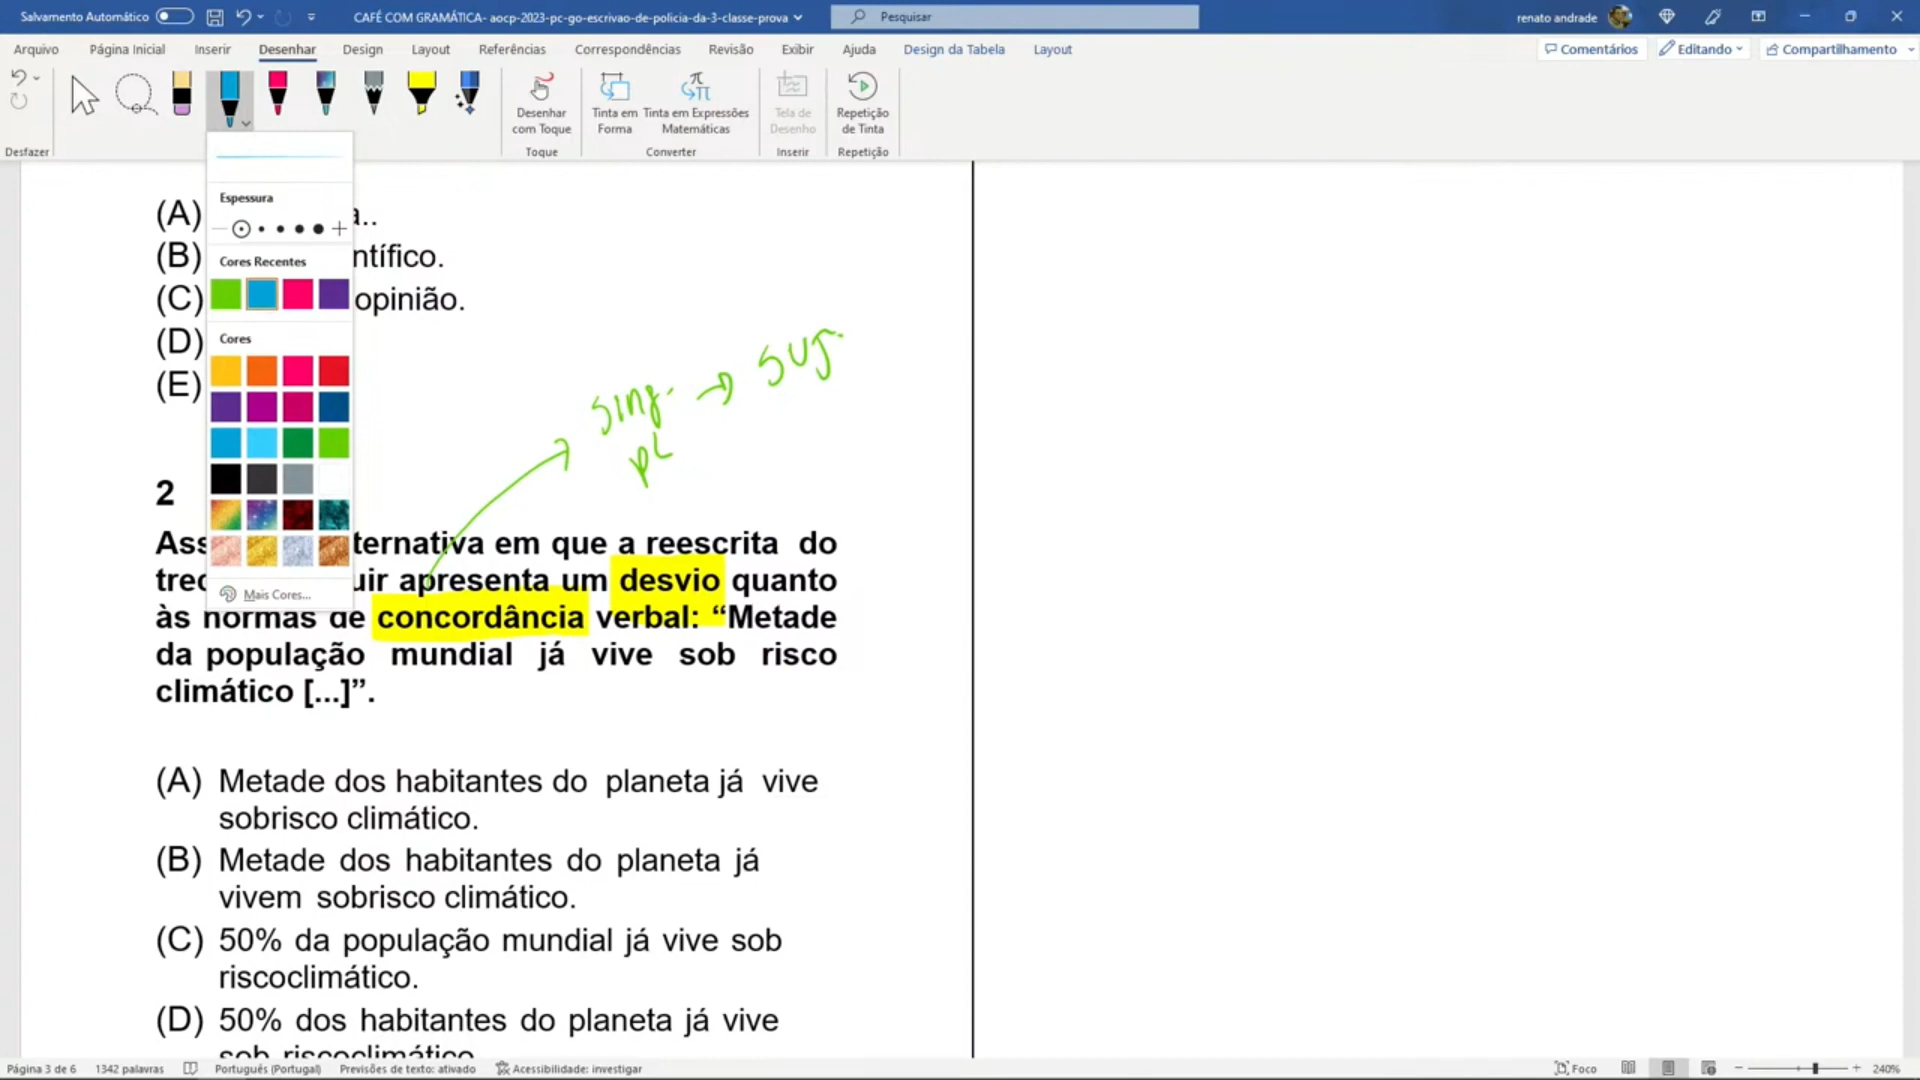 Salvamento Automático
CAFÉ COM GRAMÁTICA- aocp-2023-pc-go-escrivao-de-policia-da-3-classe-prova
Pesquisar
renato andrade
Arquivo
Página Inicial
Inserir
Desenhar
Design
Layout
Referências
Correspondências
Revisão
Exibir
Ajuda
Design da Tabela
Layout
Comentários
Editando
Compartilhamento
Desenhar com Toque
Tinta em Forma
Tinta em Expressões Matemáticas
Tela de Desenho
Repetição de Tinta
Desfazer
Toque
Converter
Inserir
Repetição
Espessura
Cores Recentes
Cores
Mais Cores...
(A) a..
(B) ntífico.
(C) opinião.
(D)
(E)
sing. → suj.
pl
2
Ass ternativa em que a reescrita do
trec uir apresenta um desvio quanto
às normas de concordância verbal: “Metade
da população mundial já vive sob risco
climático [...]”.
(A) Metade dos habitantes do planeta já vive
sobrisco climático.
(B) Metade dos habitantes do planeta já
vivem sobrisco climático.
(C) 50% da população mundial já vive sob
riscoclimático.
(D) 50% dos habitantes do planeta já vive
sob riscoclimático
Página 3 de 6
1342 palavras
Português (Portugal)
Previsões de texto: ativado
Acessibilidade: investigar
Foco
240%